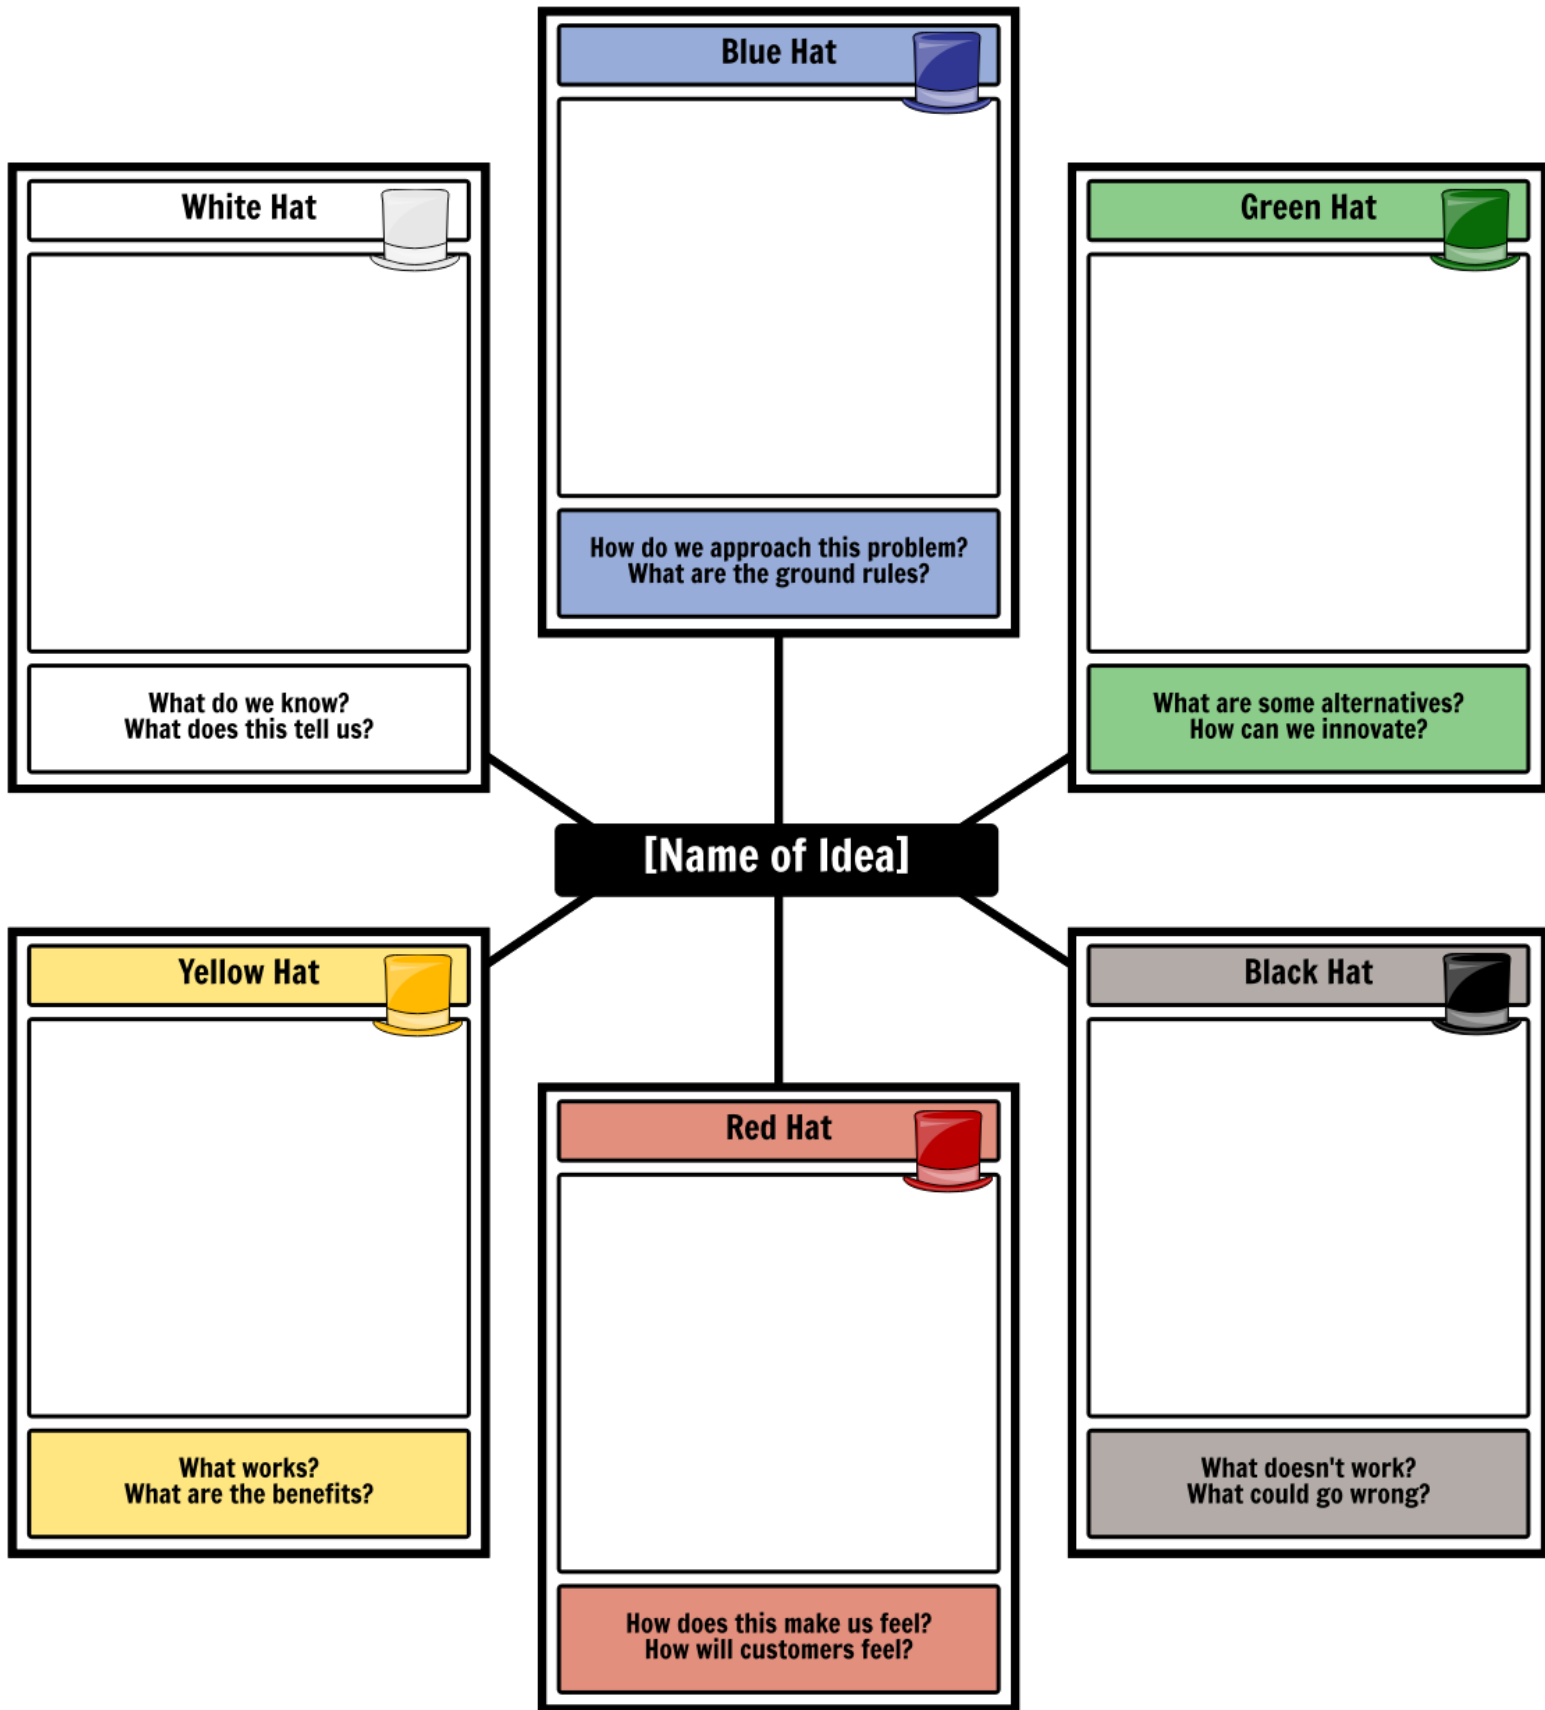 Blue Hat
How do we approach this problem?
What are the ground rules?
White Hat
What do we know?
What does this tell us?
Green Hat
What are some alternatives?
How can we innovate?
[Name of Idea]
Yellow Hat
What works?
What are the benefits?
Red Hat
How does this make us feel?
How will customers feel?
Black Hat
What doesn't work?
What could go wrong?